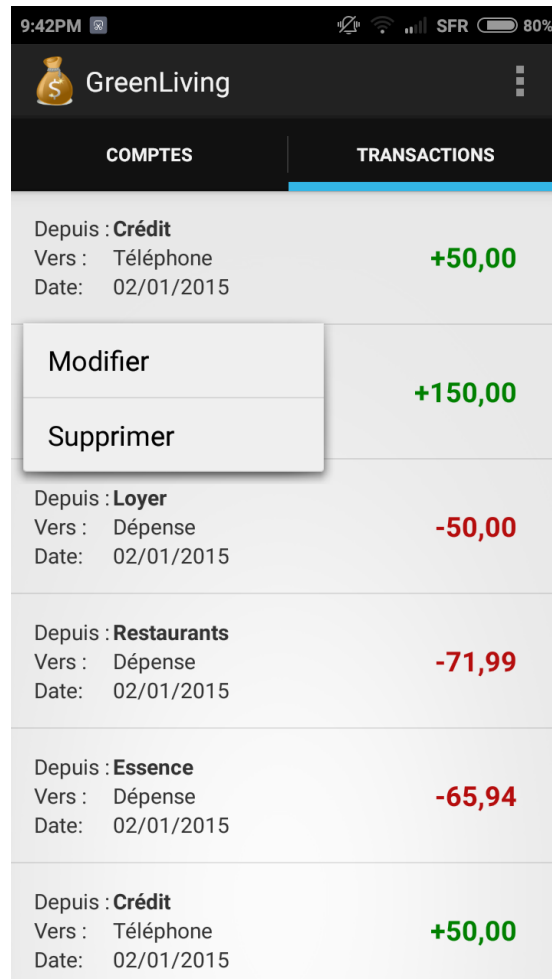 9:42PM SFR 80%
GreenLiving
COMPTES TRANSACTIONS
Depuis : Crédit
Vers : Téléphone +50,00
Date: 02/01/2015
Modifier
+150,00
Supprimer
Depuis : Loyer
Vers : Dépense -50,00
Date: 02/01/2015
Depuis : Restaurants
Vers : Dépense -71,99
Date: 02/01/2015
Depuis : Essence
Vers : Dépense -65,94
Date: 02/01/2015
Depuis : Crédit
Vers : Téléphone +50,00
Date: 02/01/2015